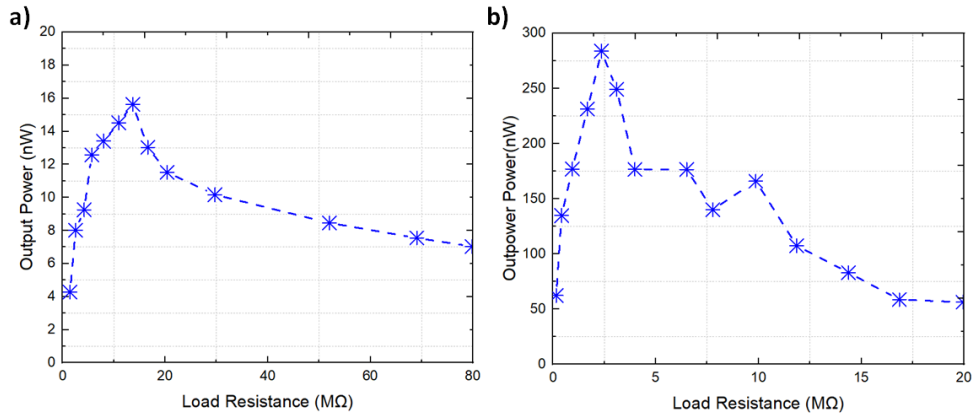 a)
20
18
16
14
12
10
8
6
4
2
0
Output Power (nW)
0 20 40 60 80
Load Resistance (MΩ)
b)
300
250
200
150
100
50
0
Outpower Power(nW)
0 5 10 15 20
Load Resistance (MΩ)